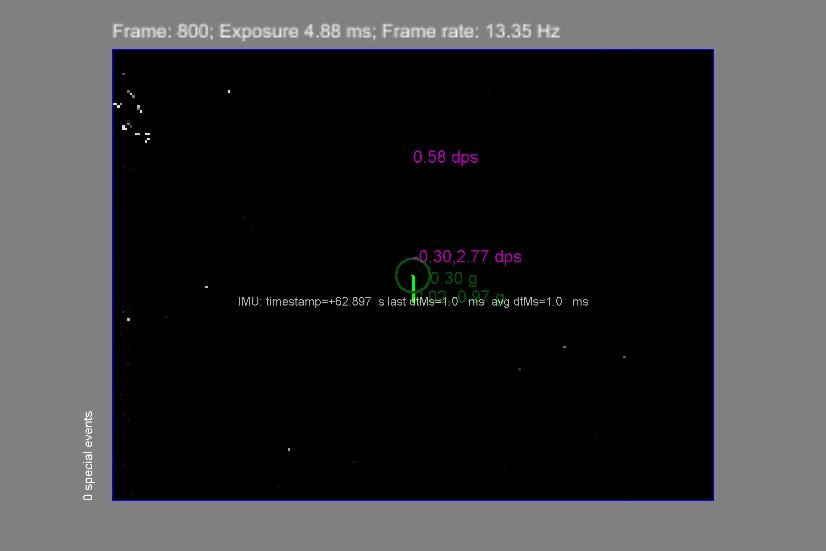 Frame: 800; Exposure 4.88 ms; Frame rate: 13.35 Hz
0.58 dps
-0.30,2.77 dps
0.30 g
0.97 g
IMU: timestamp=+62.897 s last dtMs=1.0 ms avg dtMs=1.0 ms
0 special events